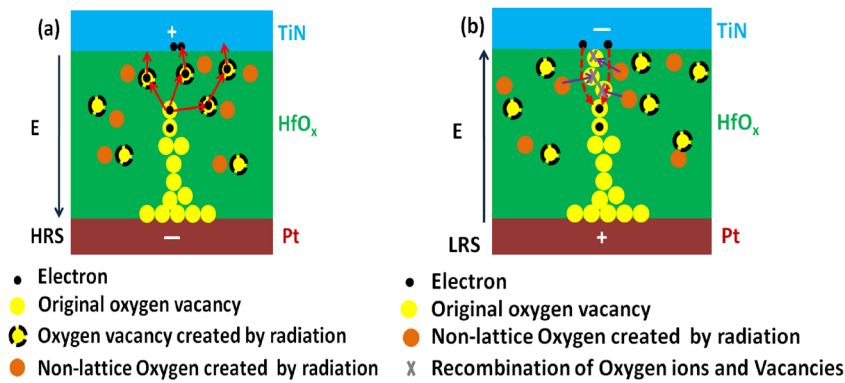 (a)
+
TiN
E
HfOx
HRS
—
Pt
Electron
Original oxygen vacancy
Oxygen vacancy created by radiation
Non-lattice Oxygen created by radiation
(b)
—
TiN
E
HfOx
LRS
+
Pt
Electron
Original oxygen vacancy
Non-lattice Oxygen created by radiation
Recombination of Oxygen ions and Vacancies